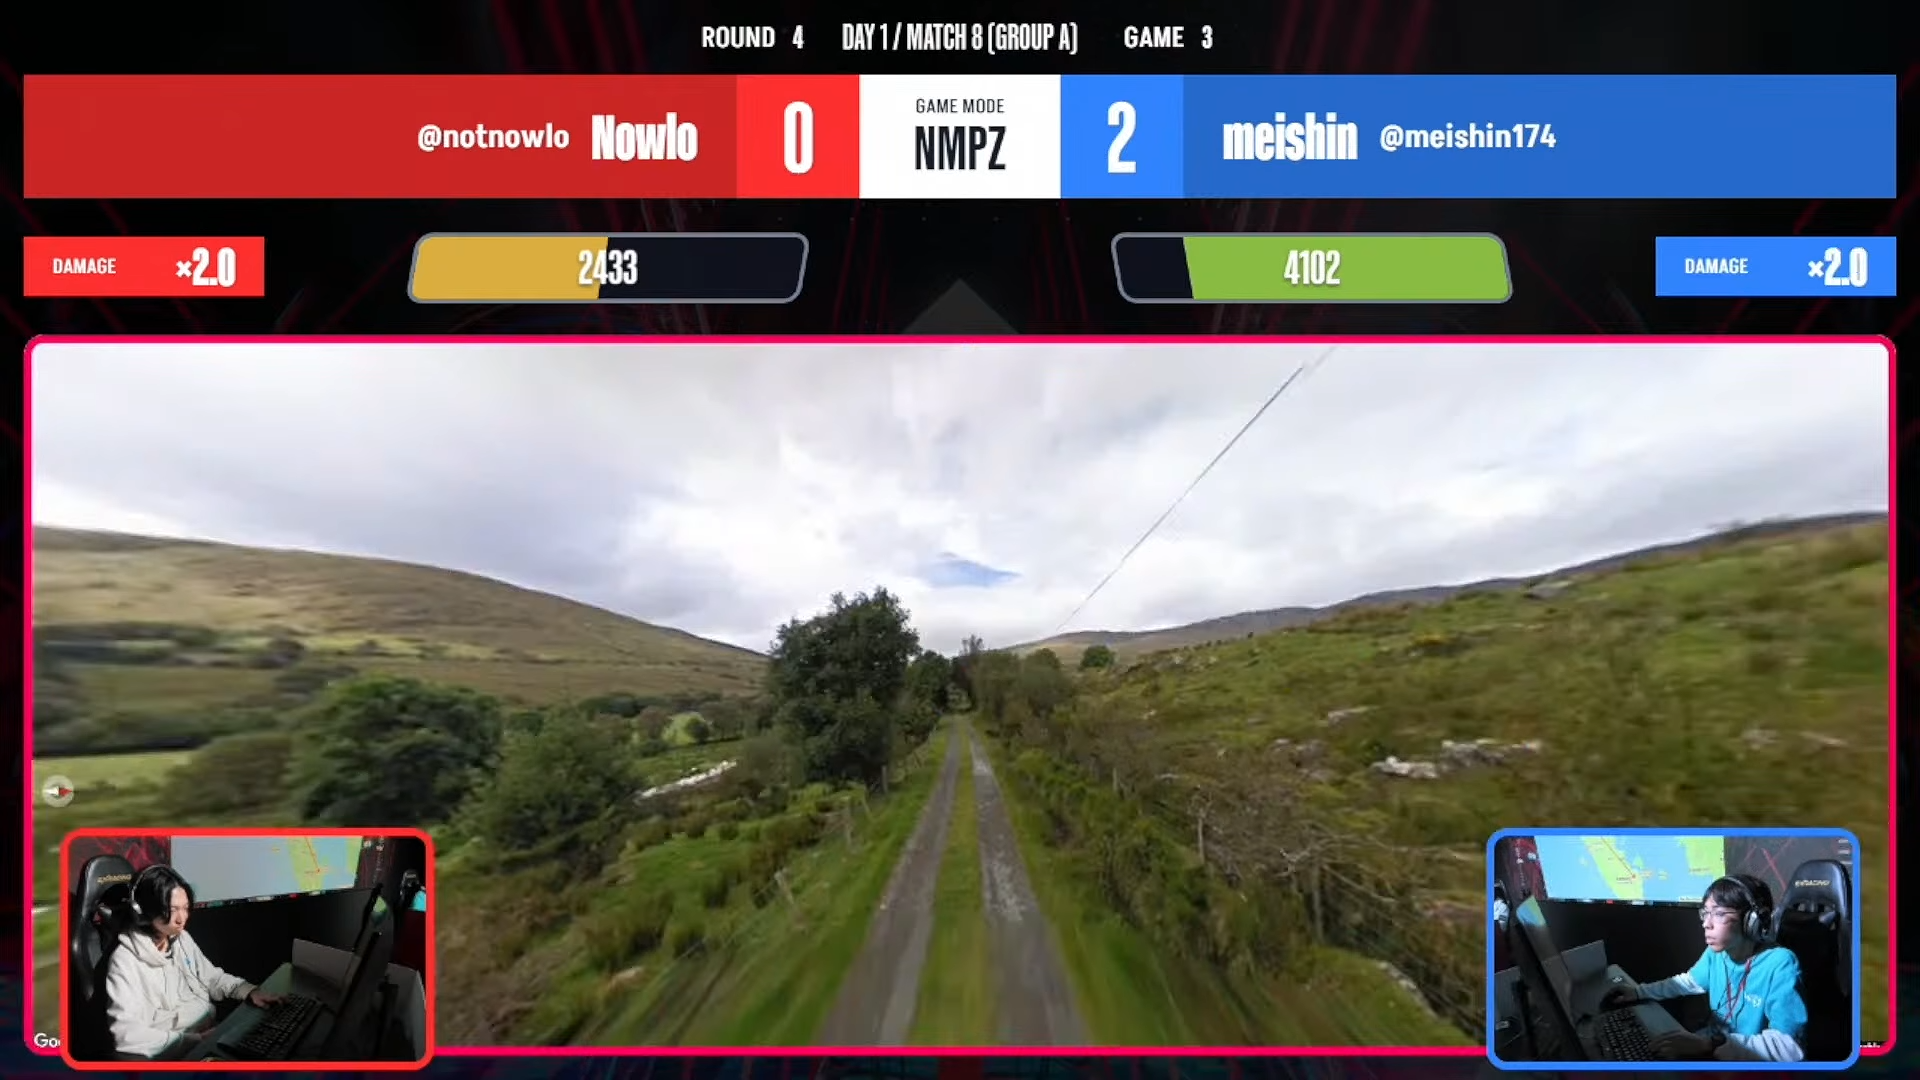 ROUND 4 DAY 1 / MATCH 8 (GROUP A) GAME 3
@notnowlo Nowlo 0 GAME MODE 2 meishin @meishin174
NMPZ
DAMAGE ×2.0 2433 4102 DAMAGE ×2.0